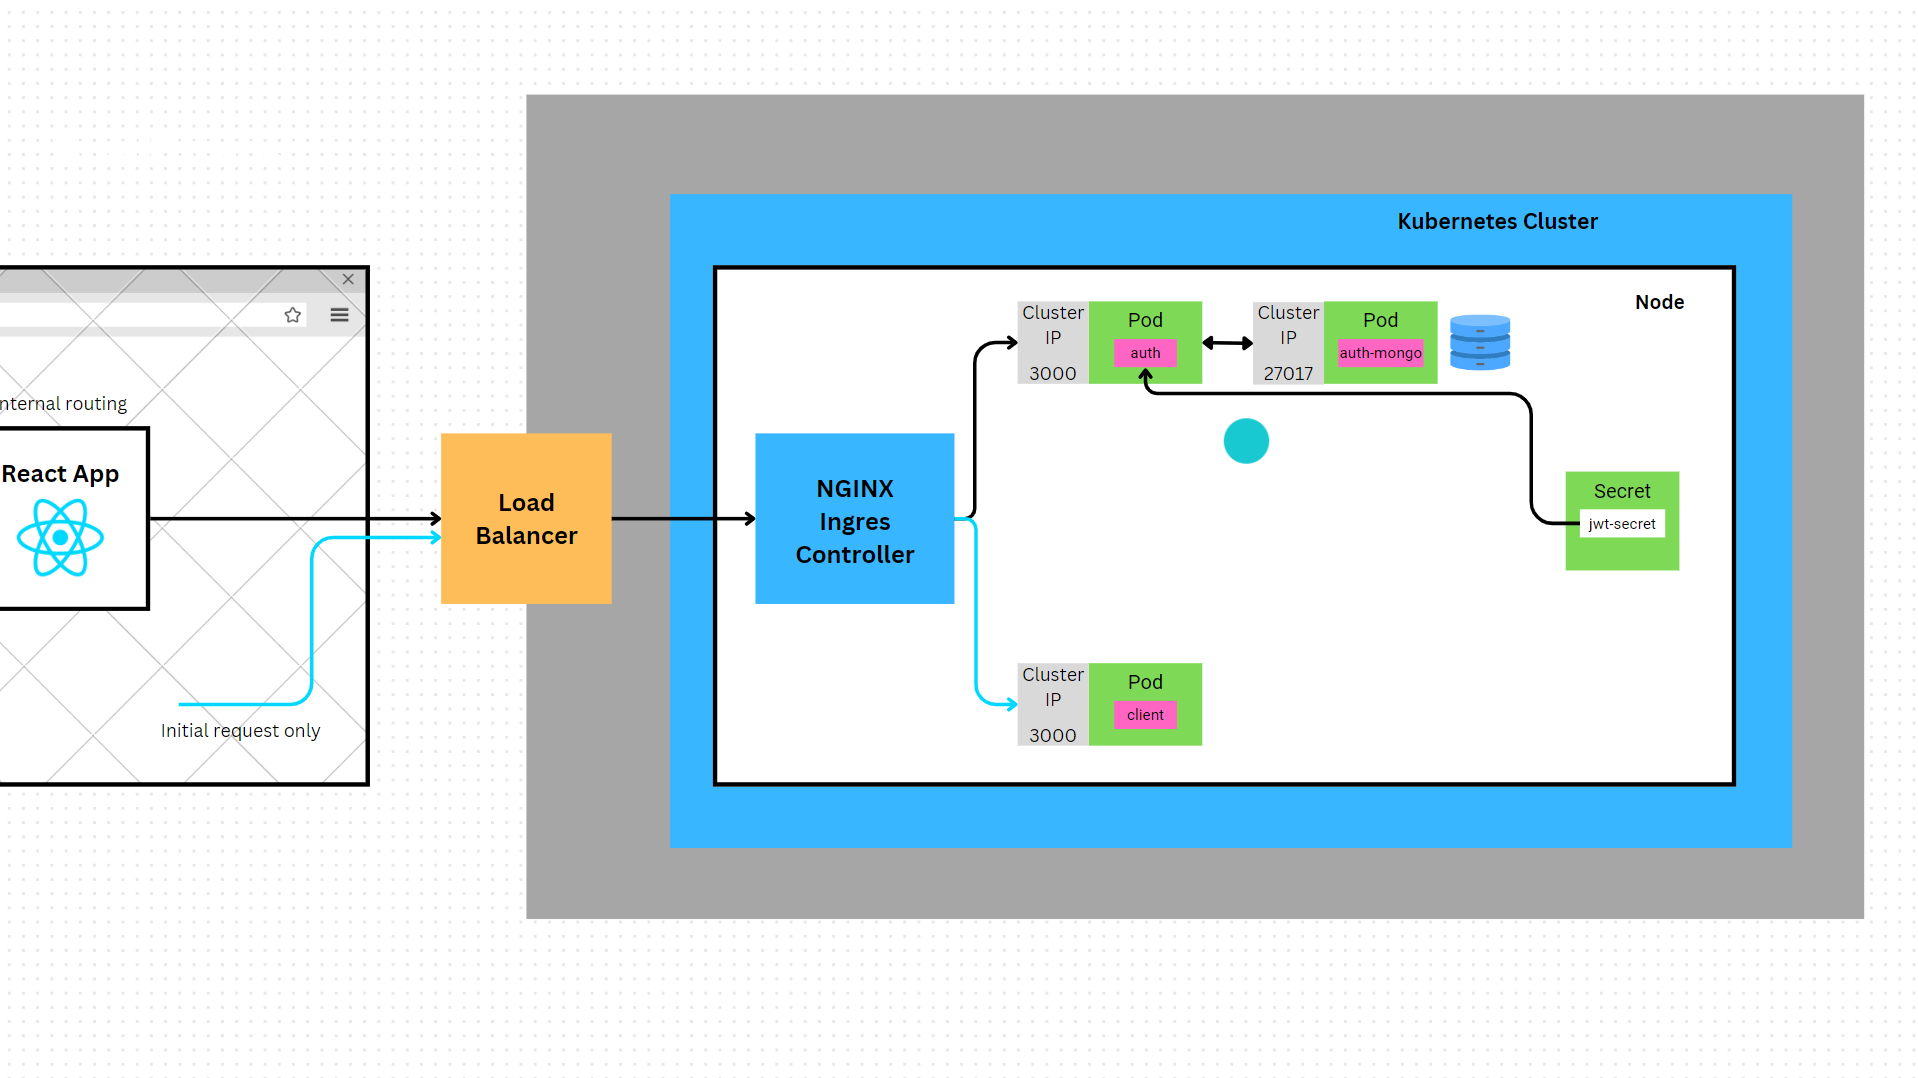 Kubernetes Cluster
Node
nternal routing
React App
Initial request only
Load
Balancer
NGINX
Ingres
Controller
Cluster
IP
3000
Pod
auth
Cluster
IP
27017
Pod
auth-mongo
Secret
jwt-secret
Cluster
IP
3000
Pod
client